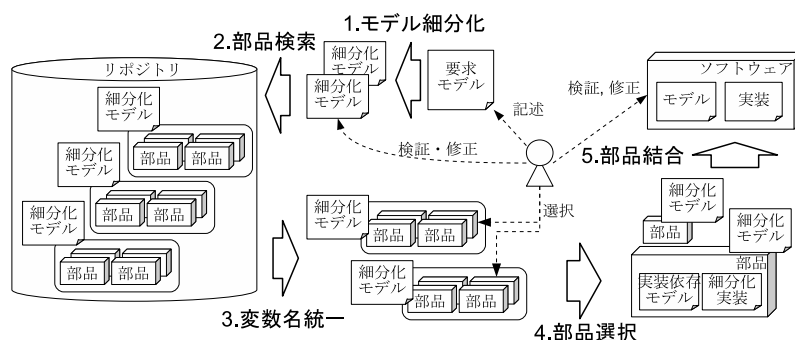 1.モデル細分化
2.部品検索
リポジトリ
細分化
モデル
部品
部品
細分化
モデル
部品
部品
細分化
モデル
部品
部品
細分化
モデル
細分化
モデル
要求
モデル
記述
検証・修正
検証, 修正
ソフトウェア
モデル
実装
5.部品結合
選択
細分化
モデル
部品
部品
細分化
モデル
部品
部品
3.変数名統一
4.部品選択
細分化
モデル
部品
細分化
モデル
部品
実装依存
モデル
細分化
実装